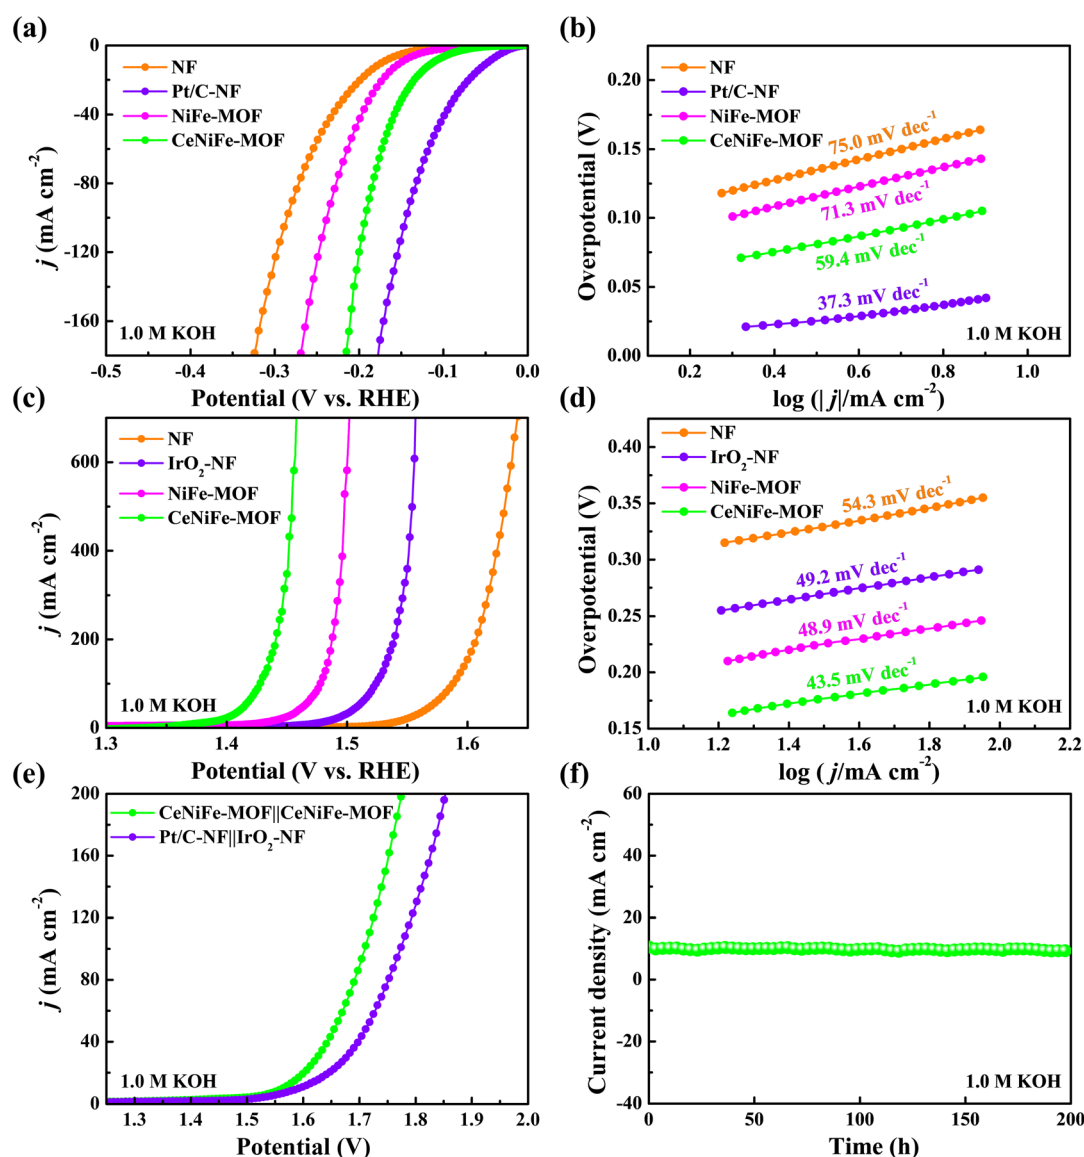 (a)
NF
Pt/C-NF
NiFe-MOF
CeNiFe-MOF
1.0 M KOH
0
-40
-80
-120
-160
j (mA cm⁻²)
-0.5 -0.4 -0.3 -0.2 -0.1 0.0
Potential (V vs. RHE)
(b)
NF
Pt/C-NF
NiFe-MOF
CeNiFe-MOF
75.0 mV dec⁻¹
71.3 mV dec⁻¹
59.4 mV dec⁻¹
37.3 mV dec⁻¹
1.0 M KOH
0.20
0.15
0.10
0.05
0.00
Overpotential (V)
0.2 0.4 0.6 0.8 1.0
log (|j|/mA cm⁻²)
(c)
NF
IrO₂-NF
NiFe-MOF
CeNiFe-MOF
1.0 M KOH
600
400
200
0
j (mA cm⁻²)
1.3 1.4 1.5 1.6
Potential (V vs. RHE)
(d)
NF
IrO₂-NF
NiFe-MOF
CeNiFe-MOF
54.3 mV dec⁻¹
49.2 mV dec⁻¹
48.9 mV dec⁻¹
43.5 mV dec⁻¹
1.0 M KOH
0.40
0.35
0.30
0.25
0.20
0.15
Overpotential (V)
1.0 1.2 1.4 1.6 1.8 2.0 2.2
log (j/mA cm⁻²)
(e)
CeNiFe-MOF||CeNiFe-MOF
Pt/C-NF||IrO₂-NF
1.0 M KOH
200
160
120
80
40
0
j (mA cm⁻²)
1.3 1.4 1.5 1.6 1.7 1.8 1.9 2.0
Potential (V)
(f)
1.0 M KOH
60
40
20
0
-20
-40
Current density (mA cm⁻²)
0 50 100 150 200
Time (h)